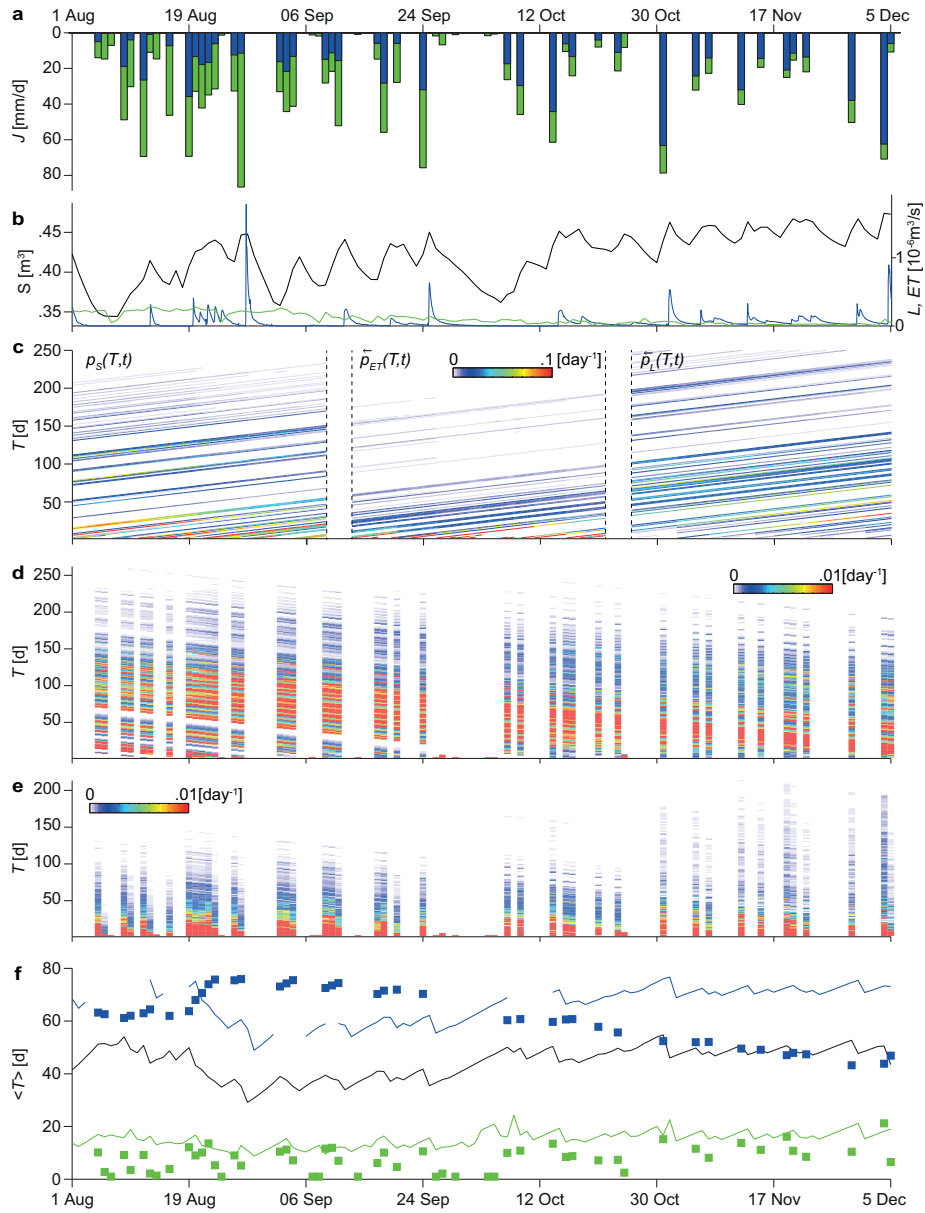 a
1 Aug 19 Aug 06 Sep 24 Sep 12 Oct 30 Oct 17 Nov 5 Dec
0
20
40
60
80
J [mm/d]
b
.45
.40
.35
S [m³]
1
0
L, ET [10⁻⁶m³/s]
c
250
200
150
100
50
T [d]
pS(T,t)
p←ET(T,t)
0 .1 [day⁻¹]
p←L(T,t)
d
250
200
150
100
50
T [d]
0 .01 [day⁻¹]
e
200
150
100
50
T [d]
0 .01 [day⁻¹]
f
80
60
40
20
0
<T> [d]
1 Aug 19 Aug 06 Sep 24 Sep 12 Oct 30 Oct 17 Nov 5 Dec